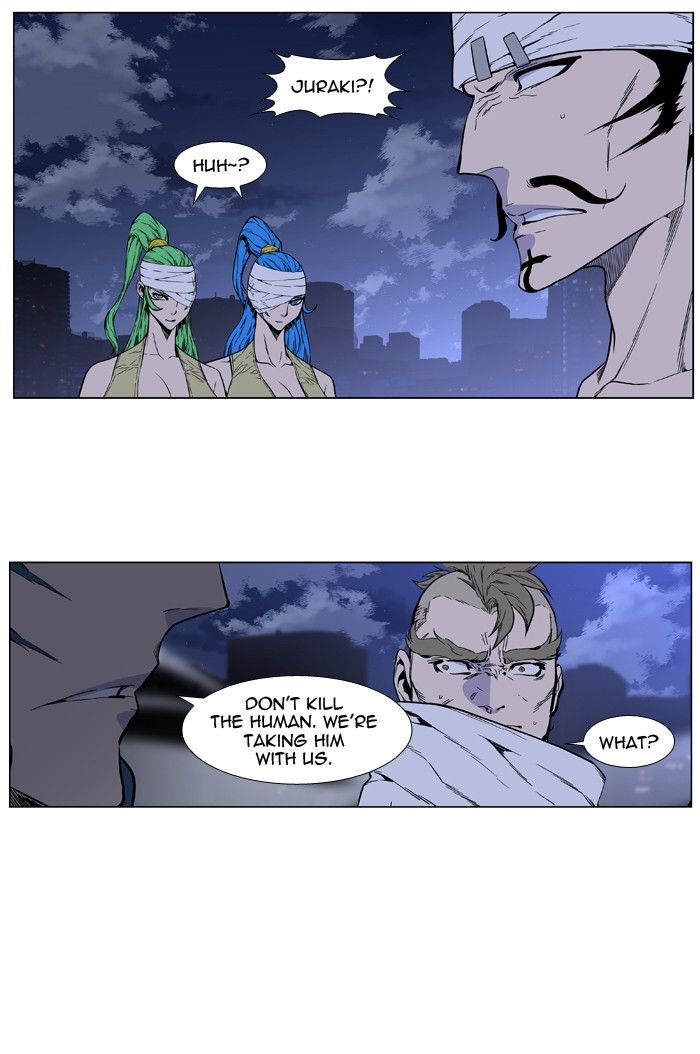 JURAKI?!
HUH~?
DON'T KILL
THE HUMAN. WE'RE
TAKING HIM
WITH US.
WHAT?